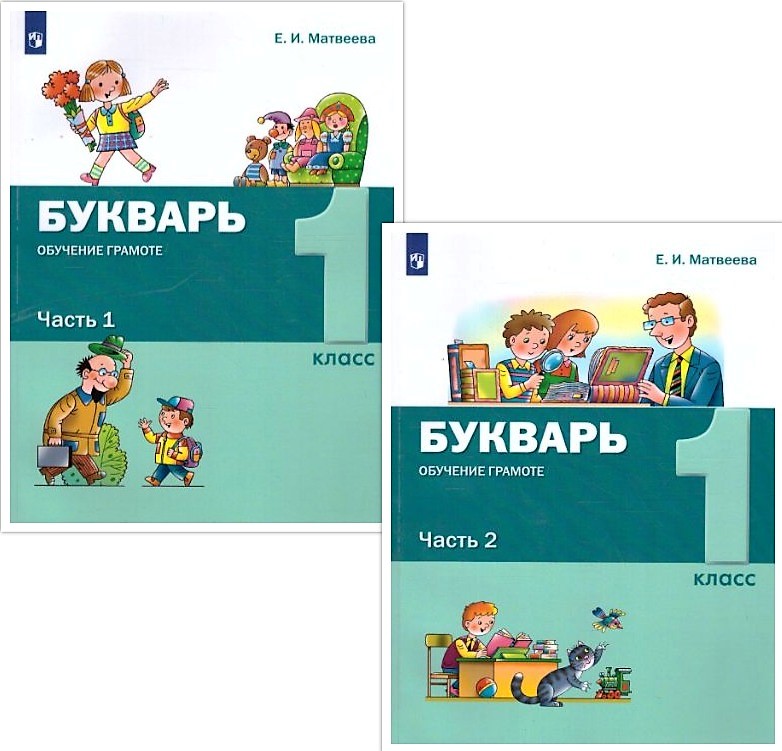 Е. И. Матвеева
БУКВАРЬ
ОБУЧЕНИЕ ГРАМОТЕ
1
Часть 1
класс
Е. И. Матвеева
БУКВАРЬ
ОБУЧЕНИЕ ГРАМОТЕ
1
Часть 2
класс